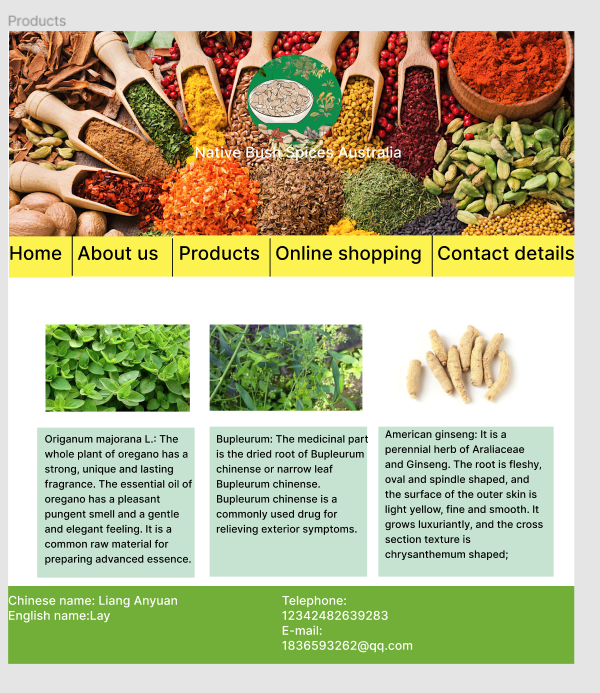 Products
Native Bush Spices Australia
Home
About us
Products
Online shopping
Contact details
Origanum majorana L.: The
whole plant of oregano has a
strong, unique and lasting
fragrance. The essential oil of
oregano has a pleasant
pungent smell and a gentle
and elegant feeling. It is a
common raw material for
preparing advanced essence.
Bupleurum: The medicinal part
is the dried root of Bupleurum
chinense or narrow leaf
Bupleurum chinense.
Bupleurum chinense is a
commonly used drug for
relieving exterior symptoms.
American ginseng: It is a
perennial herb of Araliaceae
and Ginseng. The root is fleshy,
oval and spindle shaped, and
the surface of the outer skin is
light yellow, fine and smooth. It
grows luxuriantly, and the cross
section texture is
chrysanthemum shaped;
Chinese name: Liang Anyuan
English name:Lay
Telephone:
12342482639283
E-mail:
1836593262@qq.com